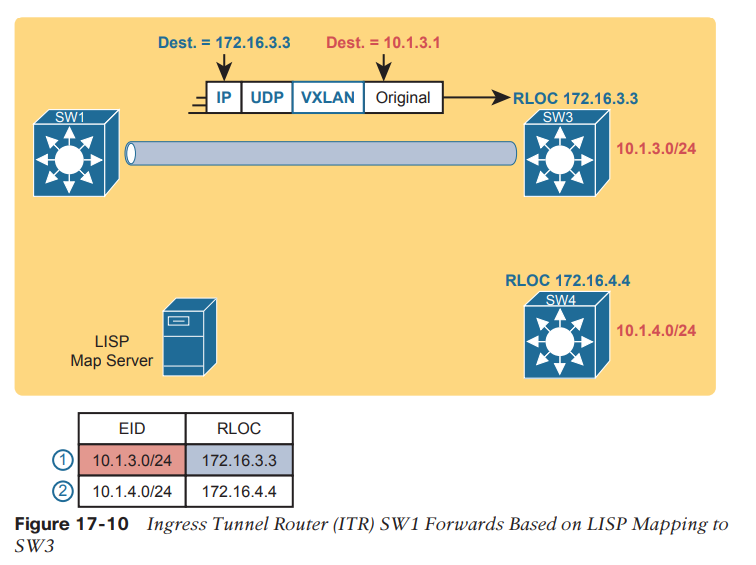 Dest. = 172.16.3.3 Dest. = 10.1.3.1
IP UDP VXLAN Original
RLOC 172.16.3.3
SW1
SW3
10.1.3.0/24
RLOC 172.16.4.4
SW4
10.1.4.0/24
LISP
Map Server
EID RLOC
1 10.1.3.0/24 172.16.3.3
2 10.1.4.0/24 172.16.4.4
Figure 17-10 Ingress Tunnel Router (ITR) SW1 Forwards Based on LISP Mapping to
SW3